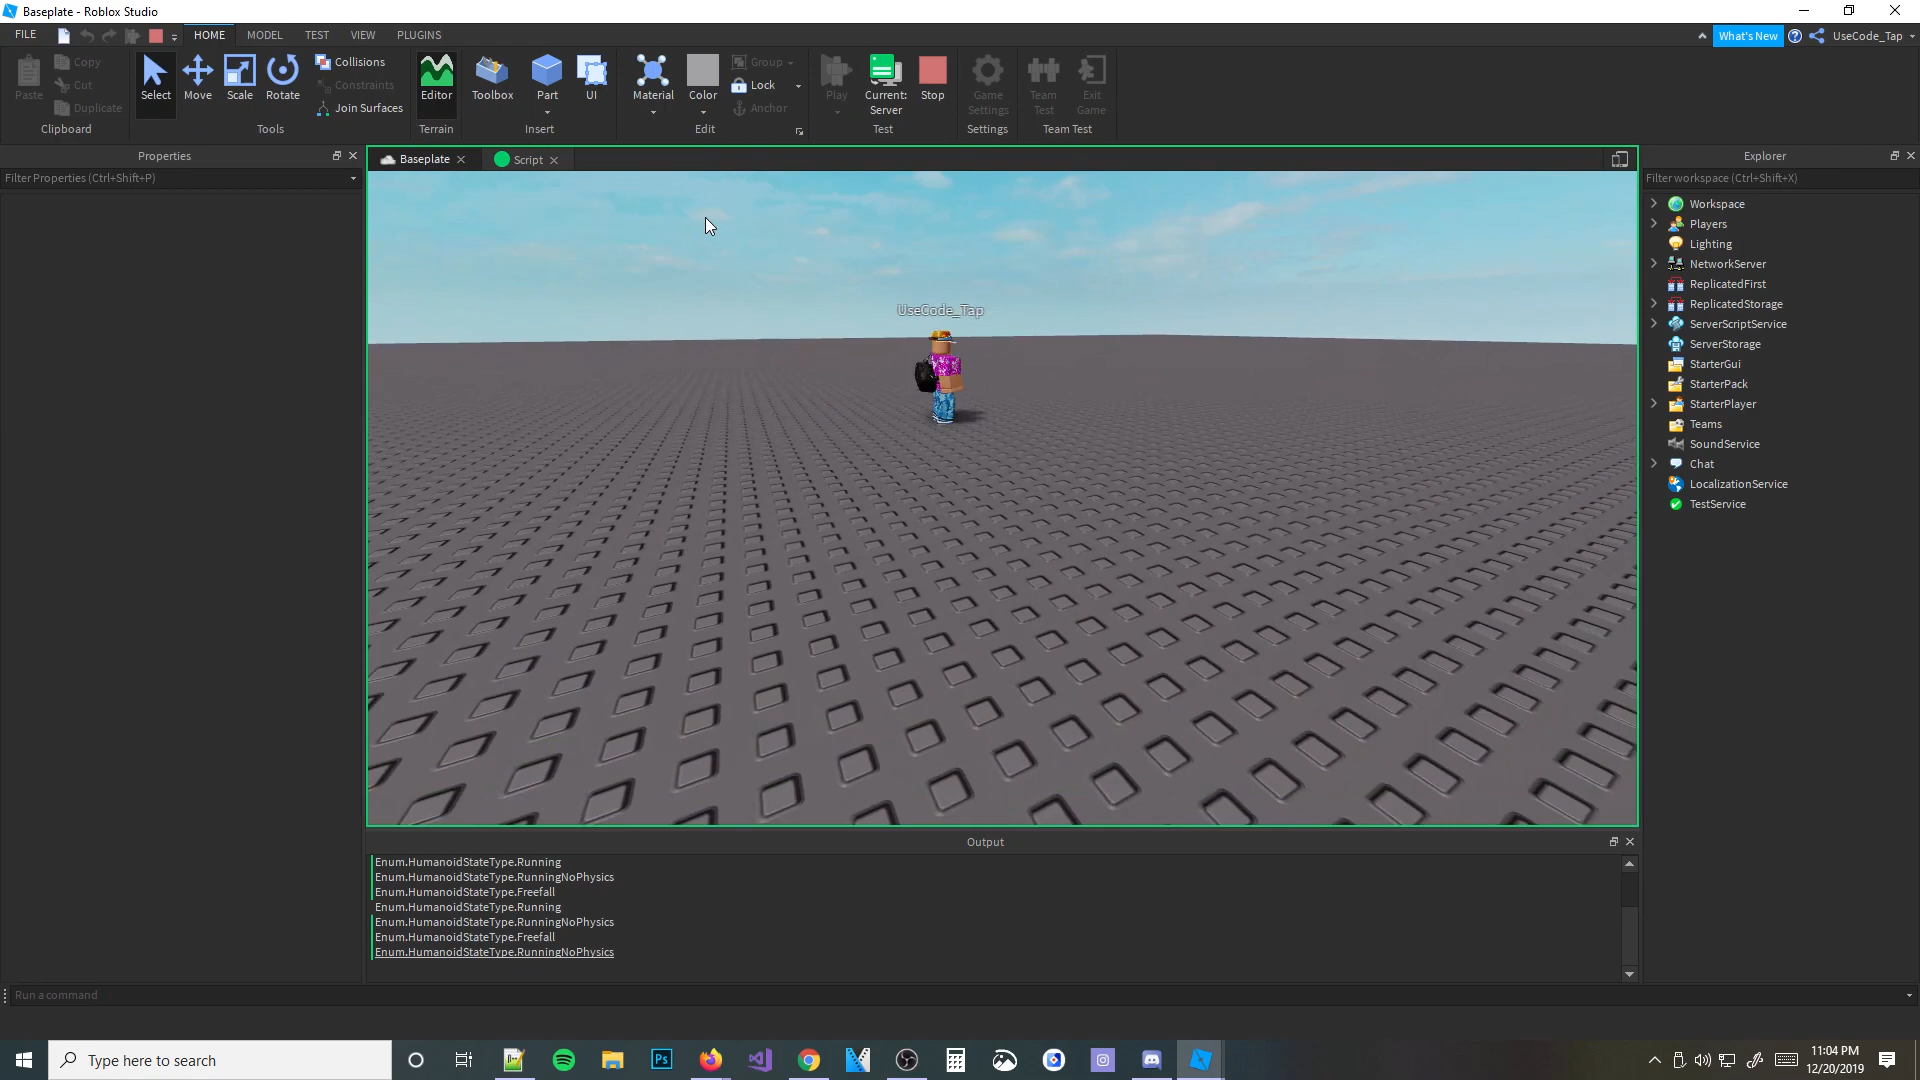 Baseplate - Roblox Studio
FILE HOME MODEL TEST VIEW PLUGINS What's New UseCode_Tap
Paste Copy Cut Duplicate
Clipboard
Select Move Scale Rotate
Collisions
Constraints
Join Surfaces
Tools
Editor
Terrain
Toolbox Part UI
Insert
Material Color
Group
Lock
Anchor
Edit
Play Current: Server Stop
Test
Game Settings
Settings
Team Test Exit Game
Team Test
Properties
Filter Properties (Ctrl+Shift+P)
Baseplate Script
UseCode_Tap
Explorer
Filter workspace (Ctrl+Shift+X)
Workspace
Players
Lighting
NetworkServer
ReplicatedFirst
ReplicatedStorage
ServerScriptService
ServerStorage
StarterGui
StarterPack
StarterPlayer
Teams
SoundService
Chat
LocalizationService
TestService
Output
Enum.HumanoidStateType.Running
Enum.HumanoidStateType.RunningNoPhysics
Enum.HumanoidStateType.Freefall
Enum.HumanoidStateType.Running
Enum.HumanoidStateType.RunningNoPhysics
Enum.HumanoidStateType.Freefall
Enum.HumanoidStateType.RunningNoPhysics
Run a command
Type here to search
Ps
11:04 PM
12/20/2019